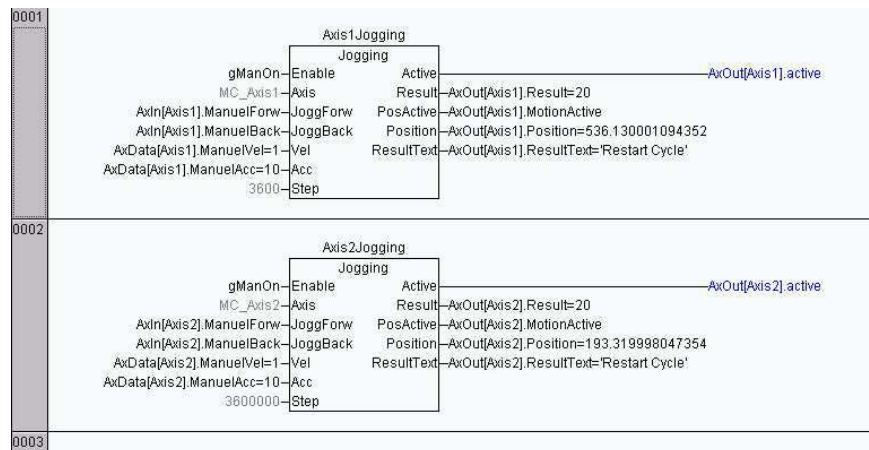 0001
Axis1Jogging
Jogging
gManOn Enable Active AxOut[Axis1].active
MC_Axis1 Axis Result AxOut[Axis1].Result=20
AxIn[Axis1].ManuelForw JoggForw PosActive AxOut[Axis1].MotionActive
AxIn[Axis1].ManuelBack JoggBack Position AxOut[Axis1].Position=536.130001094352
AxData[Axis1].ManuelVel=1 Vel ResultText AxOut[Axis1].ResultText='Restart Cycle'
AxData[Axis1].ManuelAcc=10 Acc
3600 Step
0002
Axis2Jogging
Jogging
gManOn Enable Active AxOut[Axis2].active
MC_Axis2 Axis Result AxOut[Axis2].Result=20
AxIn[Axis2].ManuelForw JoggForw PosActive AxOut[Axis2].MotionActive
AxIn[Axis2].ManuelBack JoggBack Position AxOut[Axis2].Position=193.319998047354
AxData[Axis2].ManuelVel=1 Vel ResultText AxOut[Axis2].ResultText='Restart Cycle'
AxData[Axis2].ManuelAcc=10 Acc
3600000 Step
0003